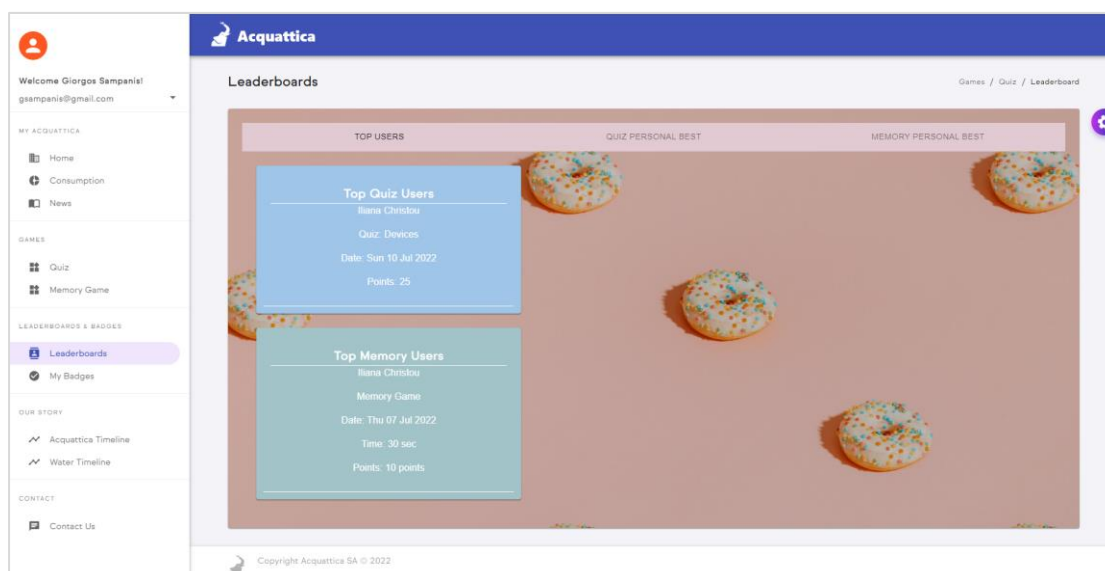 Acquattica
Welcome Giorgos Sampanis!
gsampanis@gmail.com
MY ACQUATTICA
Home
Consumption
News
GAMES
Quiz
Memory Game
LEADERBOARDS & BADGES
Leaderboards
My Badges
OUR STORY
Acquattica Timeline
Water Timeline
CONTACT
Contact Us
Leaderboards
Games / Quiz / Leaderboard
TOP USERS
QUIZ PERSONAL BEST
MEMORY PERSONAL BEST
Top Quiz Users
Iliana Christou
Quiz: Devices
Date: Sun 10 Jul 2022
Points: 25
Top Memory Users
Iliana Christou
Memory Game
Date: Thu 07 Jul 2022
Time: 30 sec
Points: 10 points
Copyright Acquattica SA © 2022